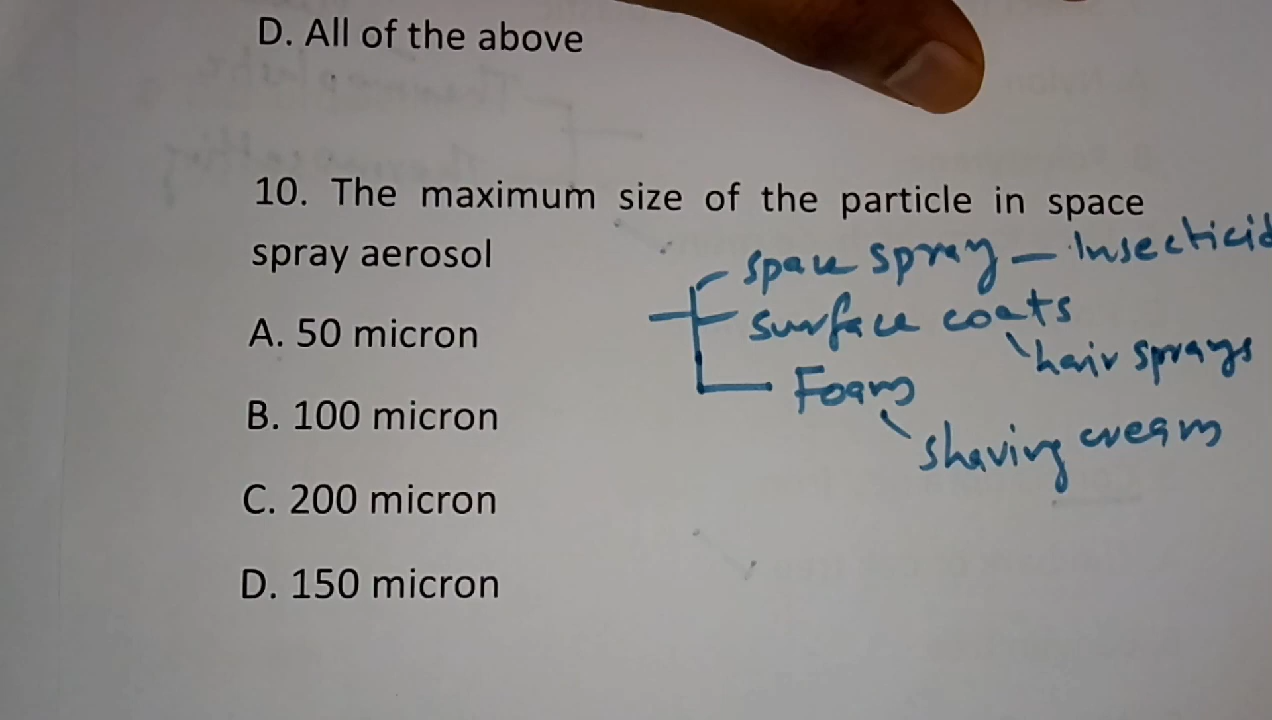 D. All of the above
10. The maximum size of the particle in space
spray aerosol
space spray – Insecticid
surface coats
hair sprays
Foams
shaving cream
A. 50 micron
B. 100 micron
C. 200 micron
D. 150 micron